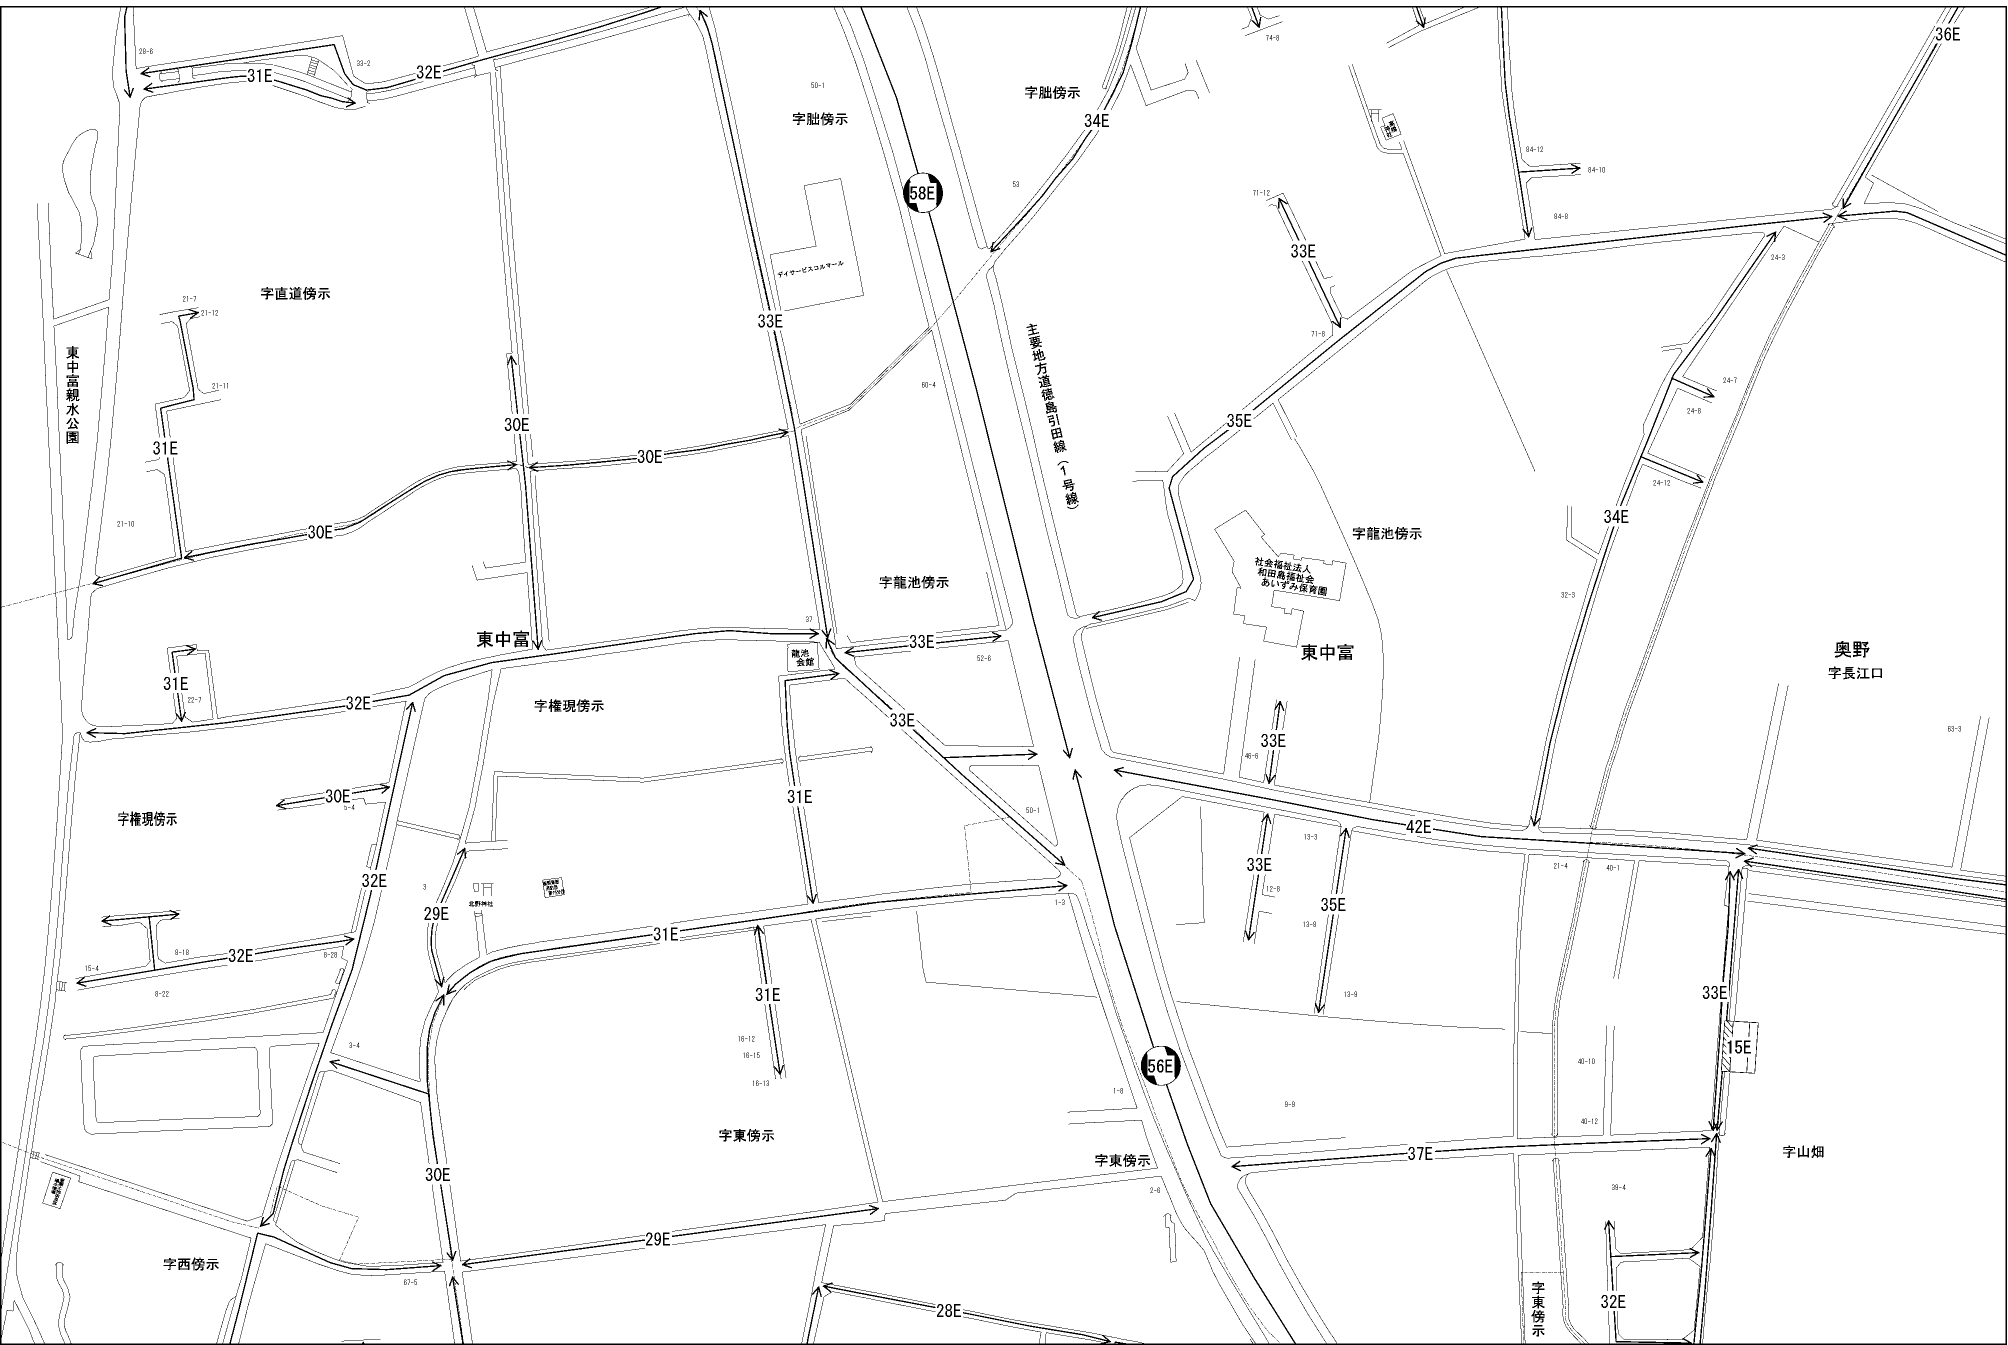 28-6
33-2
31E
32E
50-1
字朏傍示
字朏傍示
34E
74-8
36E
58E
53
84-12
84-10
71-12
84-8
33E
デイサービスコルマール
24-3
字直道傍示
21-7
21-12
33E
71-8
主要地方道徳島引田線(1号線)
東中富親水公園
21-11
60-4
24-7
24-8
30E
35E
31E
30E
24-12
21-10
30E
34E
字龍池傍示
社会福祉法人
和田島福祉会
あいずみ保育園
字龍池傍示
32-3
37
東中富
33E
龍池
会館
52-6
東中富
奥野
字長江口
31E
22-7
32E
字権現傍示
33E
33E
46-6
63-3
30E
5-4
31E
字権現傍示
50-1
13-3
42E
21-4
40-1
32E
3
33E
12-8
29E
北野神社
1-3
35E
13-8
31E
8-18
32E
8-28
15-4
8-22
31E
13-9
33E
3-4
16-12
16-15
16-13
15E
56E
40-10
1-8
9-9
40-12
字東傍示
字東傍示
37E
字山畑
30E
2-6
39-4
29E
字西傍示
67-5
28E
字東傍示
32E